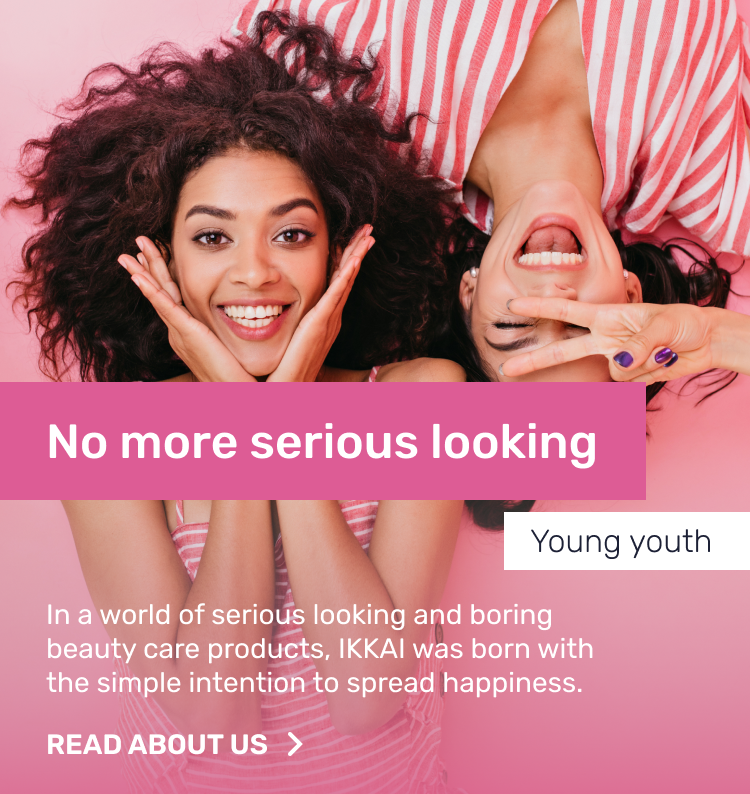 No more serious looking
Young youth
In a world of serious looking and boring
beauty care products, IKKAI was born with
the simple intention to spread happiness.
READ ABOUT US